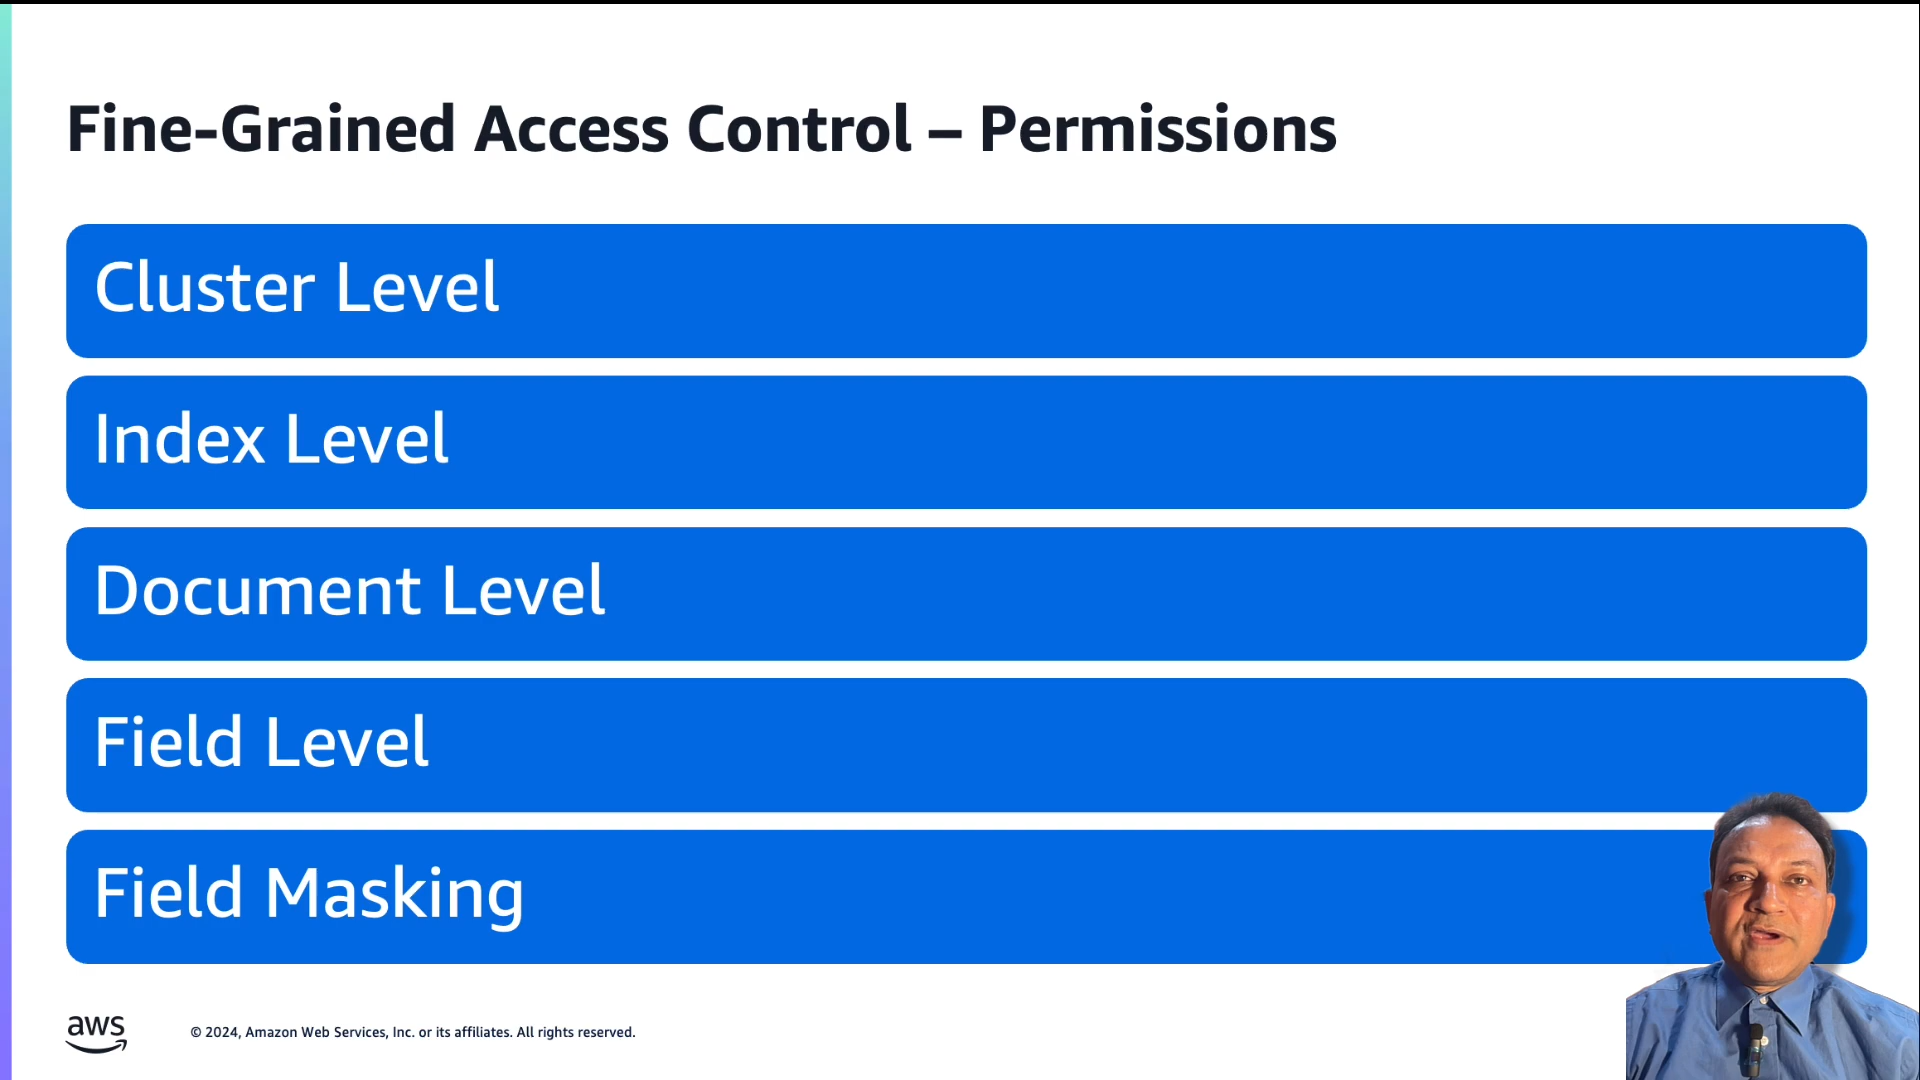 Fine-Grained Access Control – Permissions
Cluster Level
Index Level
Document Level
Field Level
Field Masking
aws
© 2024, Amazon Web Services, Inc. or its affiliates. All rights reserved.